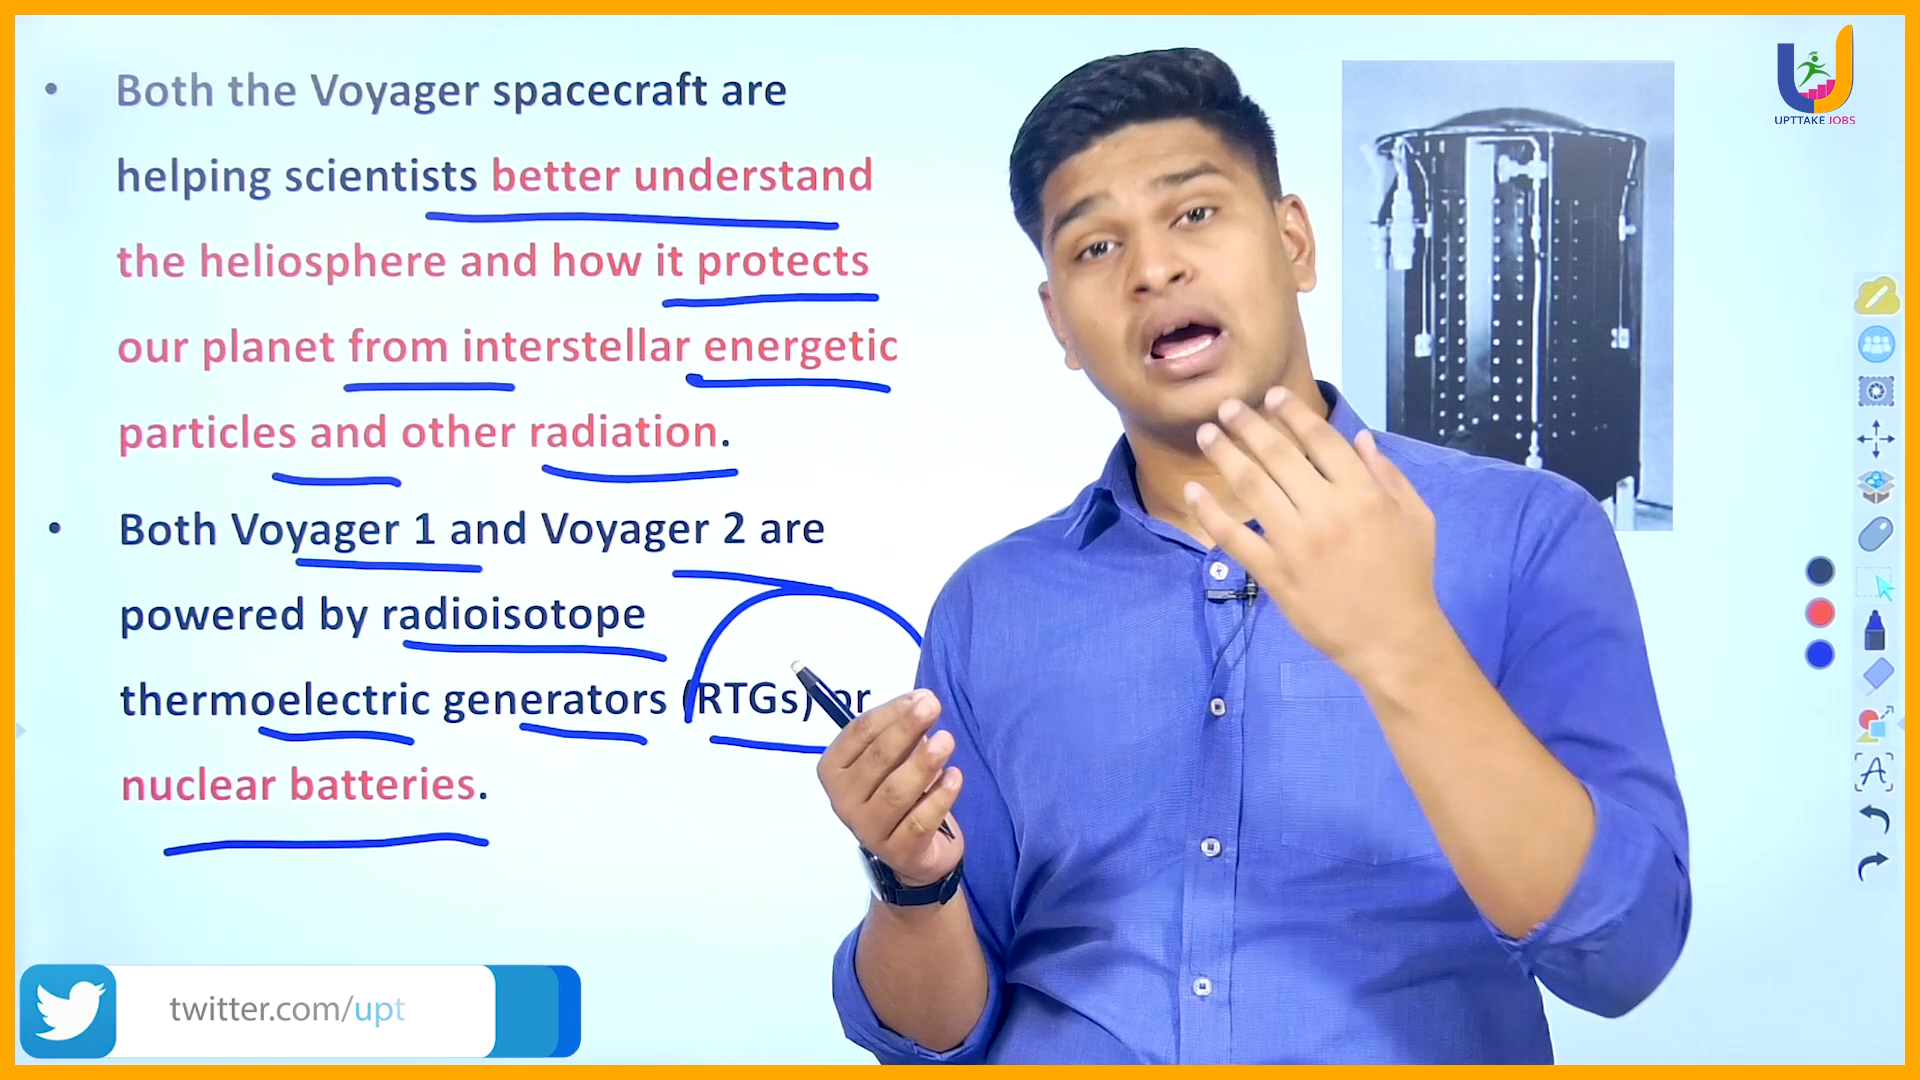 • Both the Voyager spacecraft are
helping scientists better understand
the heliosphere and how it protects
our planet from interstellar energetic
particles and other radiation.
• Both Voyager 1 and Voyager 2 are
powered by radioisotope
thermoelectric generators (RTGs) or
nuclear batteries.
UPTTAKE JOBS
A
twitter.com/upt